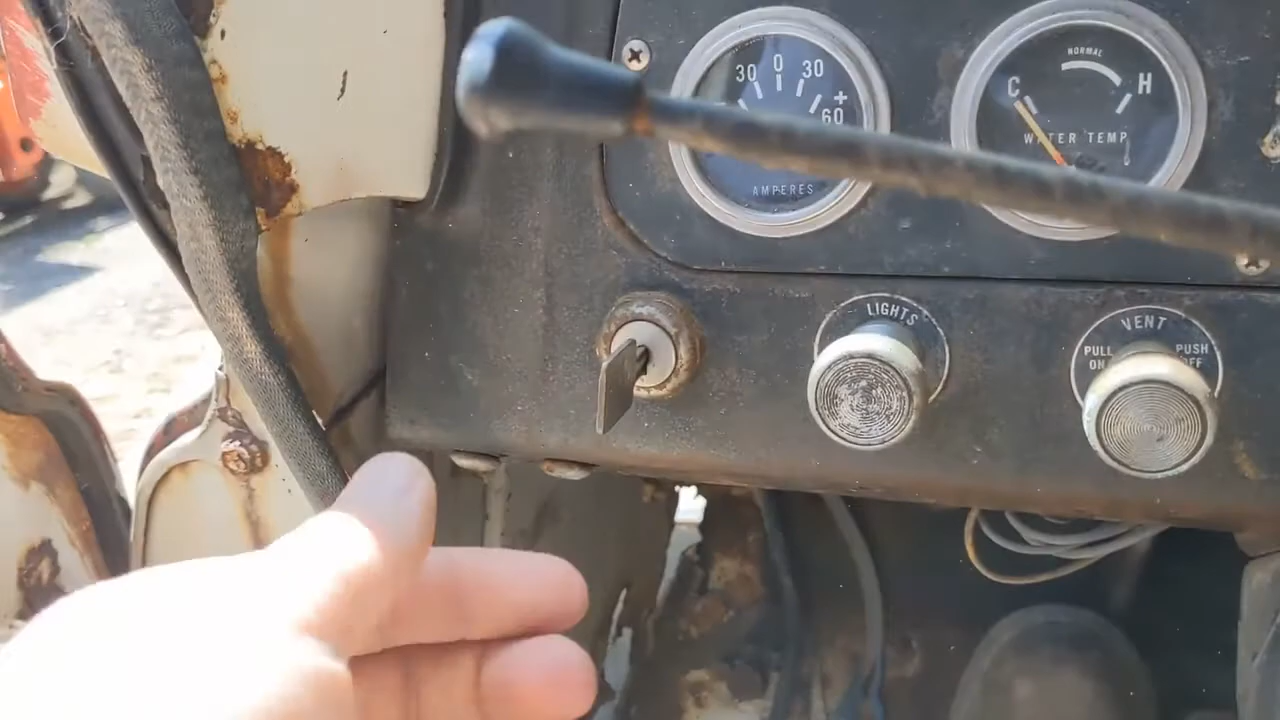 30 0 30
+
60
AMPERES
NORMAL
C H
WATER TEMP
LIGHTS
VENT
PULL PUSH
ON OFF